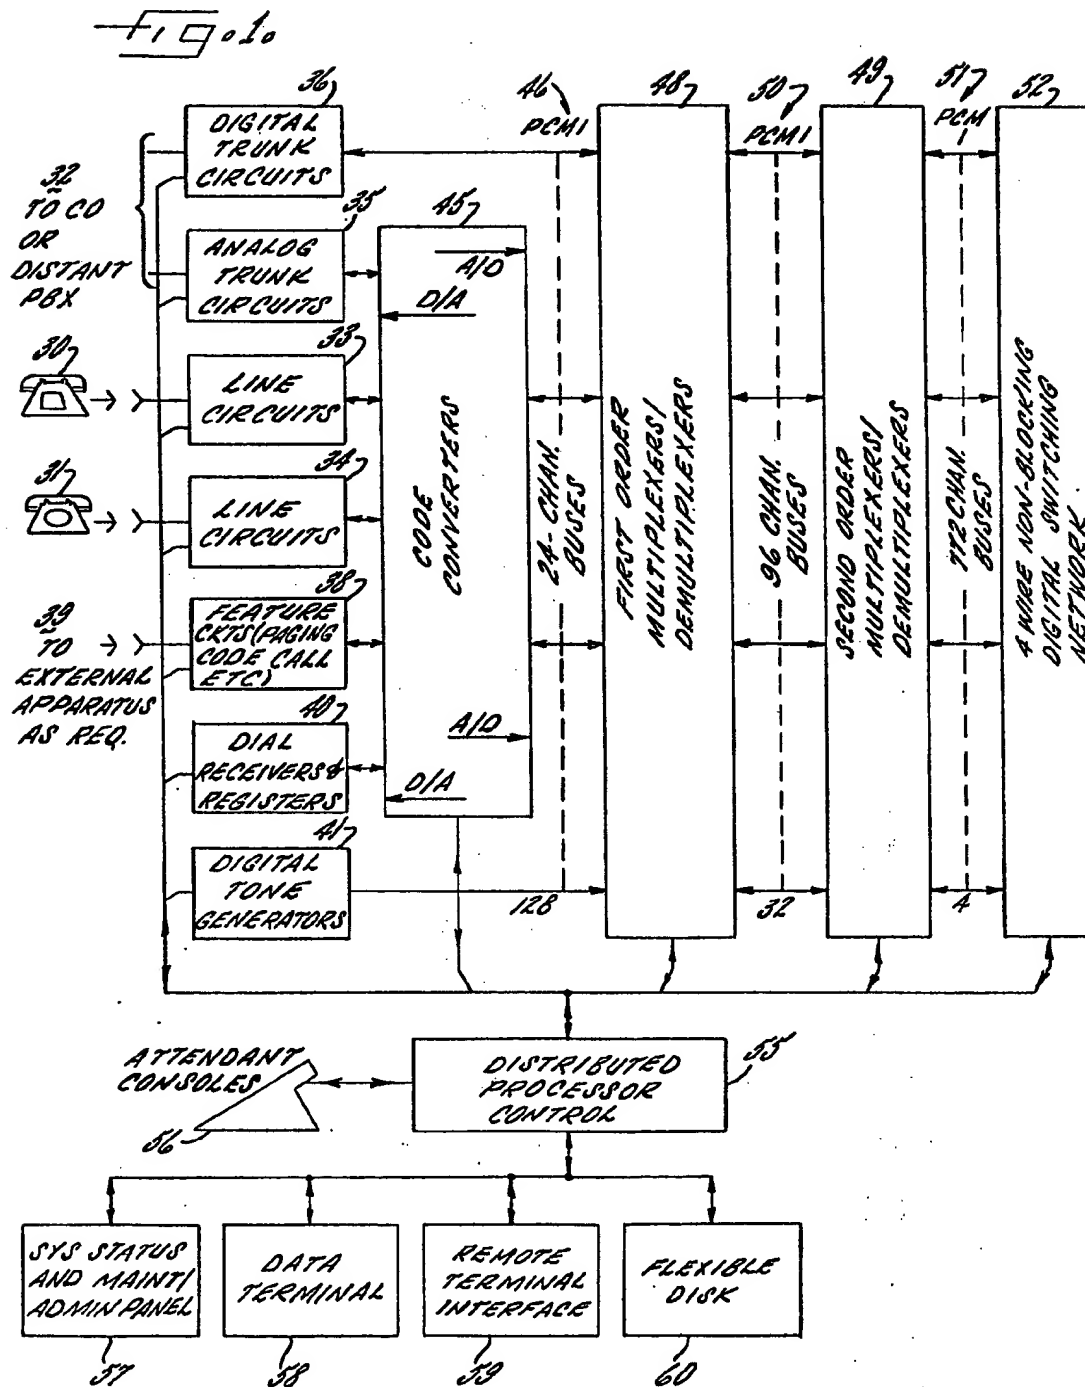 Fig. 1.
36
DIGITAL
TRUNK
CIRCUITS
32
TO CO
OR
DISTANT
PBX
35
ANALOG
TRUNK
CIRCUITS
30
33
LINE
CIRCUITS
31
34
LINE
CIRCUITS
39
TO
EXTERNAL
APPARATUS
AS REQ.
38
FEATURE
CKTS (PAGING
CODE CALL
ETC)
40
DIAL
RECEIVERS &
REGISTERS
41
DIGITAL
TONE
GENERATORS
45
A/D
D/A
CODE
CONVERTERS
A/D
D/A
46
PCM1
24-CHAN.
BUSES
128
48
FIRST ORDER
MULTIPLEXERS/
DEMULTIPLEXERS
50
PCM1
96 CHAN.
BUSES
32
49
SECOND ORDER
MULTIPLEXERS/
DEMULTIPLEXERS
51
PCM1
772 CHAN.
BUSES
4
52
4 WIRE NON-BLOCKING
DIGITAL SWITCHING
NETWORK
ATTENDANT
CONSOLES
56
DISTRIBUTED
PROCESSOR
CONTROL
55
SYS STATUS
AND MAINT/
ADMIN PANEL
57
DATA
TERMINAL
58
REMOTE
TERMINAL
INTERFACE
59
FLEXIBLE
DISK
60